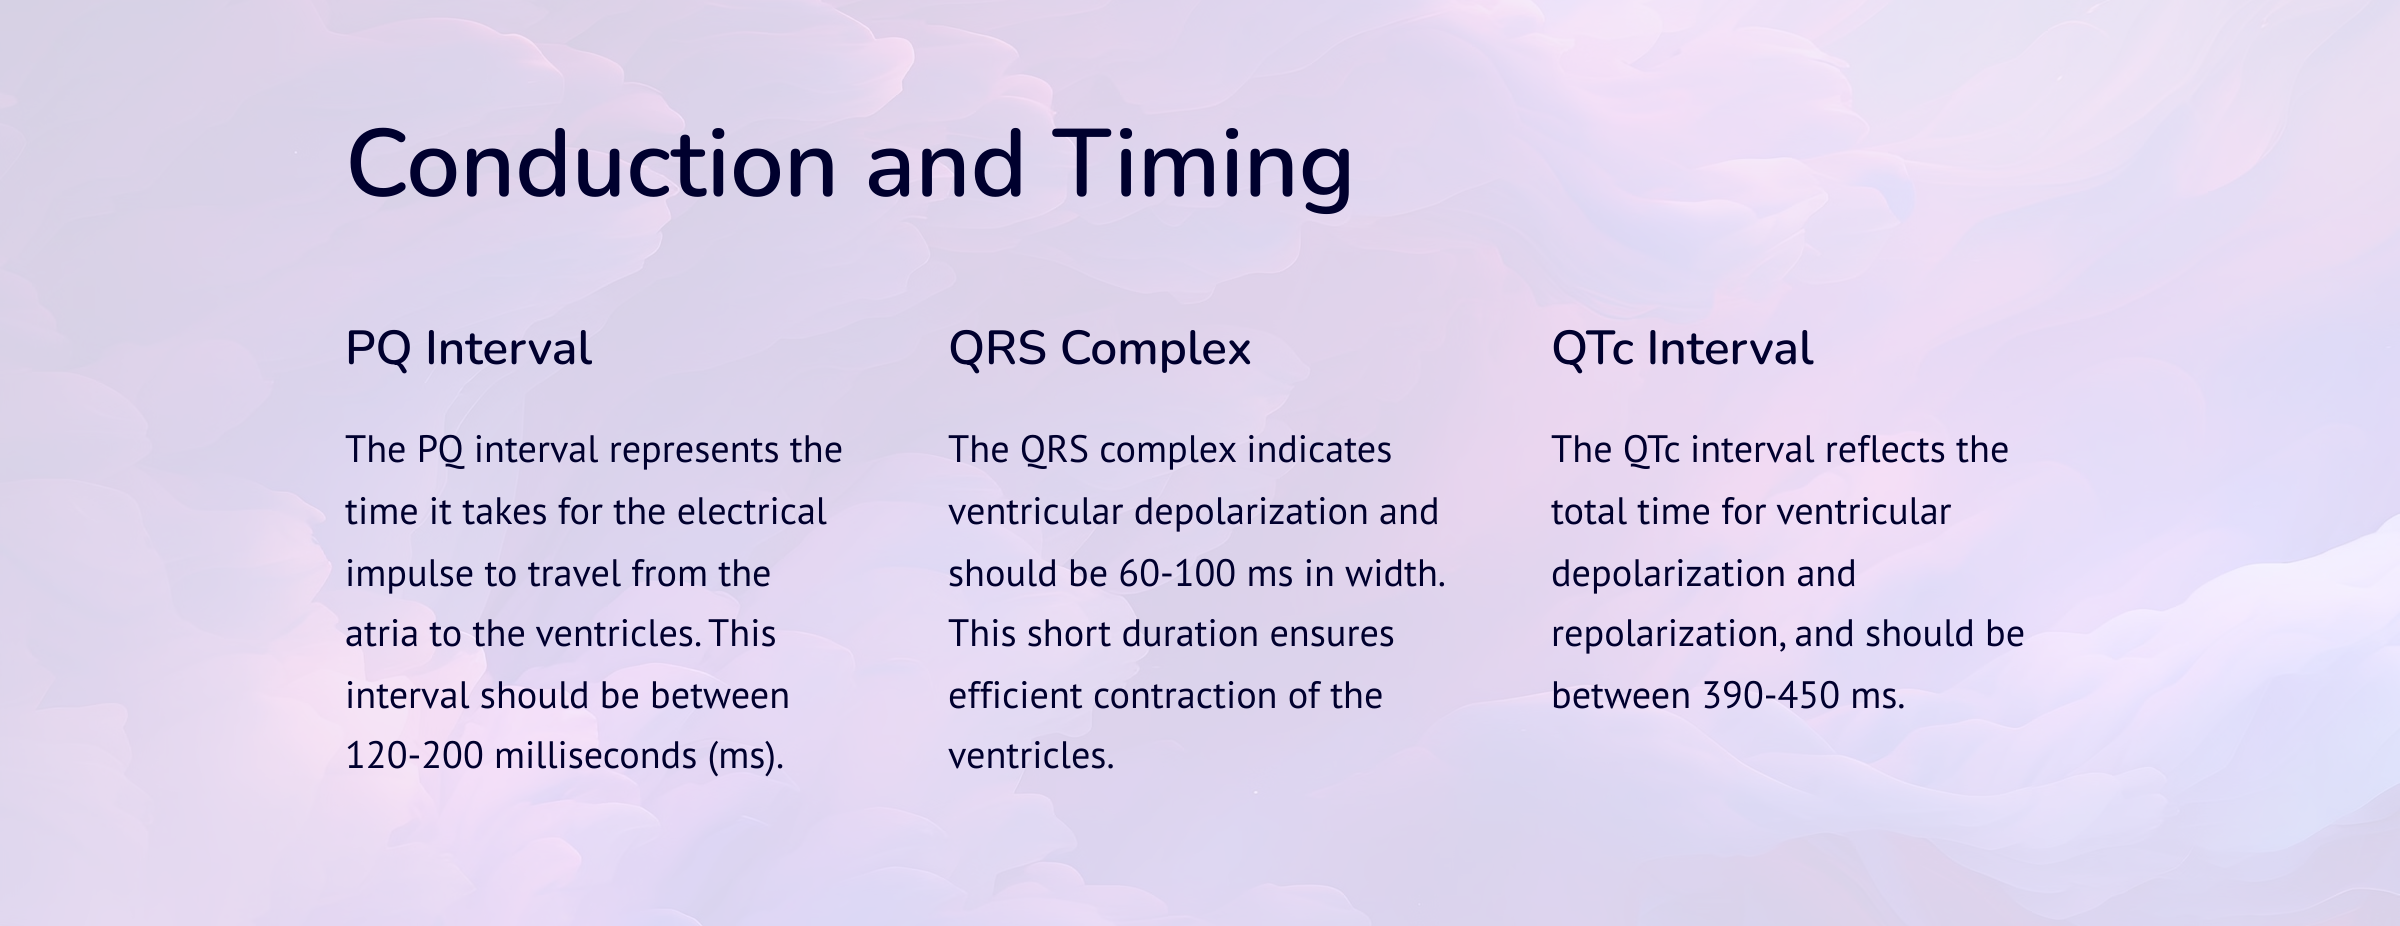 Conduction and Timing
PQ Interval
The PQ interval represents the
time it takes for the electrical
impulse to travel from the
atria to the ventricles. This
interval should be between
120-200 milliseconds (ms).
QRS Complex
The QRS complex indicates
ventricular depolarization and
should be 60-100 ms in width.
This short duration ensures
efficient contraction of the
ventricles.
QTc Interval
The QTc interval reflects the
total time for ventricular
depolarization and
repolarization, and should be
between 390-450 ms.